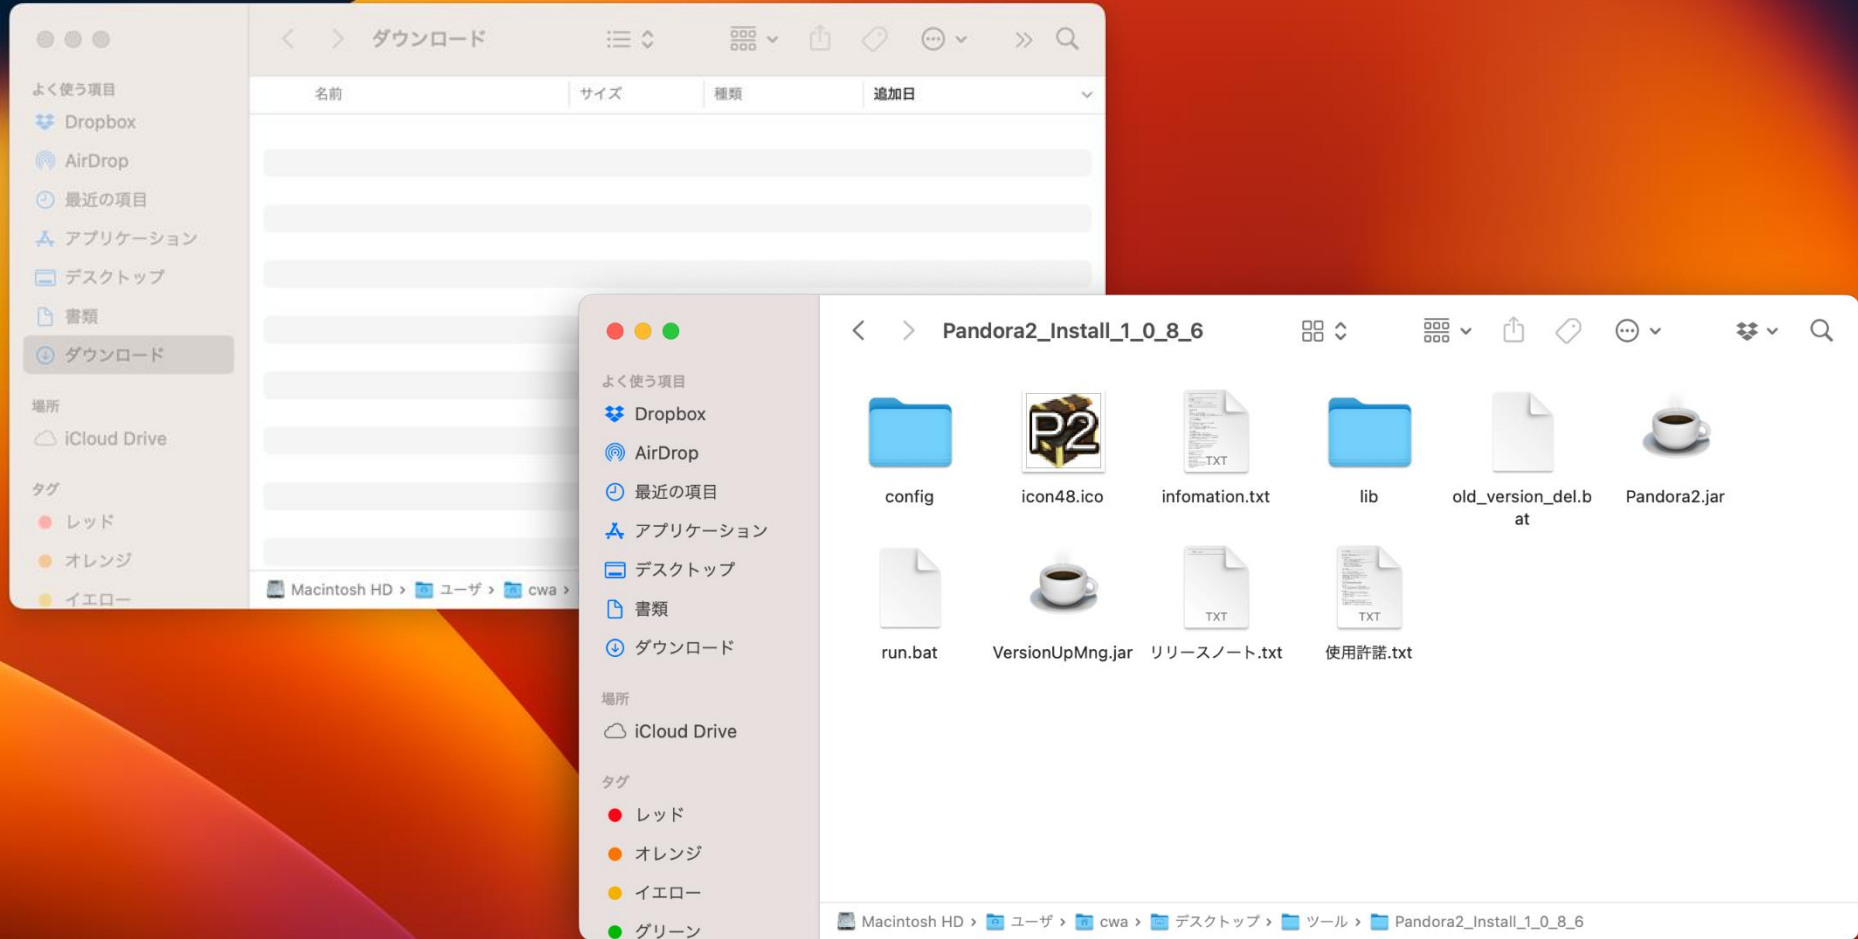 ダウンロード
よく使う項目
Dropbox
AirDrop
最近の項目
アプリケーション
デスクトップ
書類
ダウンロード
場所
iCloud Drive
タグ
レッド
オレンジ
イエロー
名前 サイズ 種類 追加日
Macintosh HD › ユーザ › cwa ›
Pandora2_Install_1_0_8_6
よく使う項目
Dropbox
AirDrop
最近の項目
アプリケーション
デスクトップ
書類
ダウンロード
場所
iCloud Drive
タグ
レッド
オレンジ
イエロー
グリーン
P2
TXT
config icon48.ico infomation.txt lib old_version_del.b Pandora2.jar
at
TXT TXT
run.bat VersionUpMng.jar リリースノート.txt 使用許諾.txt
Macintosh HD › ユーザ › cwa › デスクトップ › ツール › Pandora2_Install_1_0_8_6